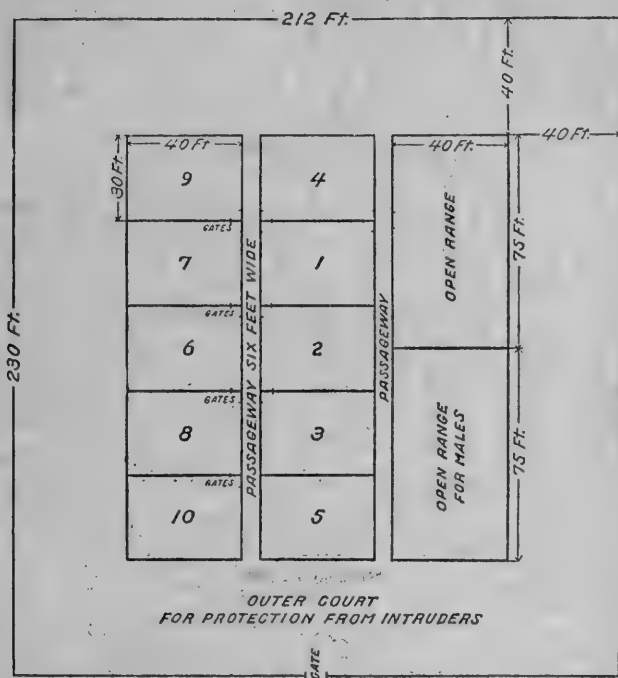 212 Ft.
40 Ft.
40 Ft.
40 Ft.
40 Ft.
30 Ft.
9
4
GATES
7
1
GATES
6
2
GATES
8
3
GATES
10
5
PASSAGEWAY SIX FEET WIDE
PASSAGEWAY
OPEN RANGE
75 Ft.
OPEN RANGE
FOR MALES
75 Ft.
230 Ft.
OUTER COURT
FOR PROTECTION FROM INTRUDERS
GATE